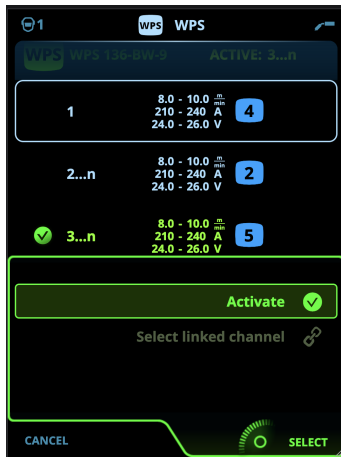 1
WPS WPS
WPS WPS 136-BW-9 ACTIVE: 3...n
1
8.0 - 10.0 m/min
210 - 240 A
24.0 - 26.0 V
4
2...n
8.0 - 10.0 m/min
210 - 240 A
24.0 - 26.0 V
2
3...n
8.0 - 10.0 m/min
210 - 240 A
24.0 - 26.0 V
5
Activate
Select linked channel
CANCEL
SELECT